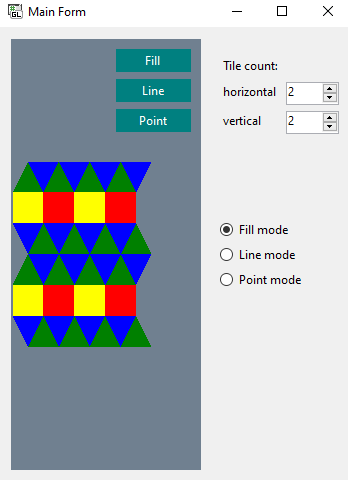 Main Form
Fill
Line
Point
Tile count:
horizontal 2
vertical 2
Fill mode
Line mode
Point mode